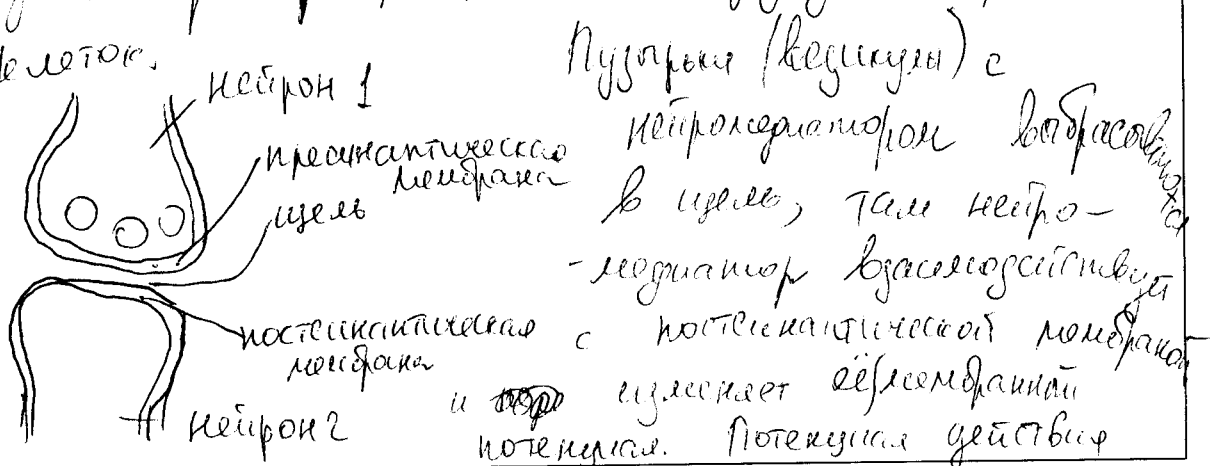 клеток.
нейрон 1
пресинаптическая
мембрана
щель
постсинаптическая
мембрана
нейрон 2
Пузырьки (везикулы) с
нейромедиатором выбрасываются
в щель, там нейро-
-медиатор взаимодействует
с постсинаптической мембраной
и изменяет её мембранный
потенциал. Потенциал действия